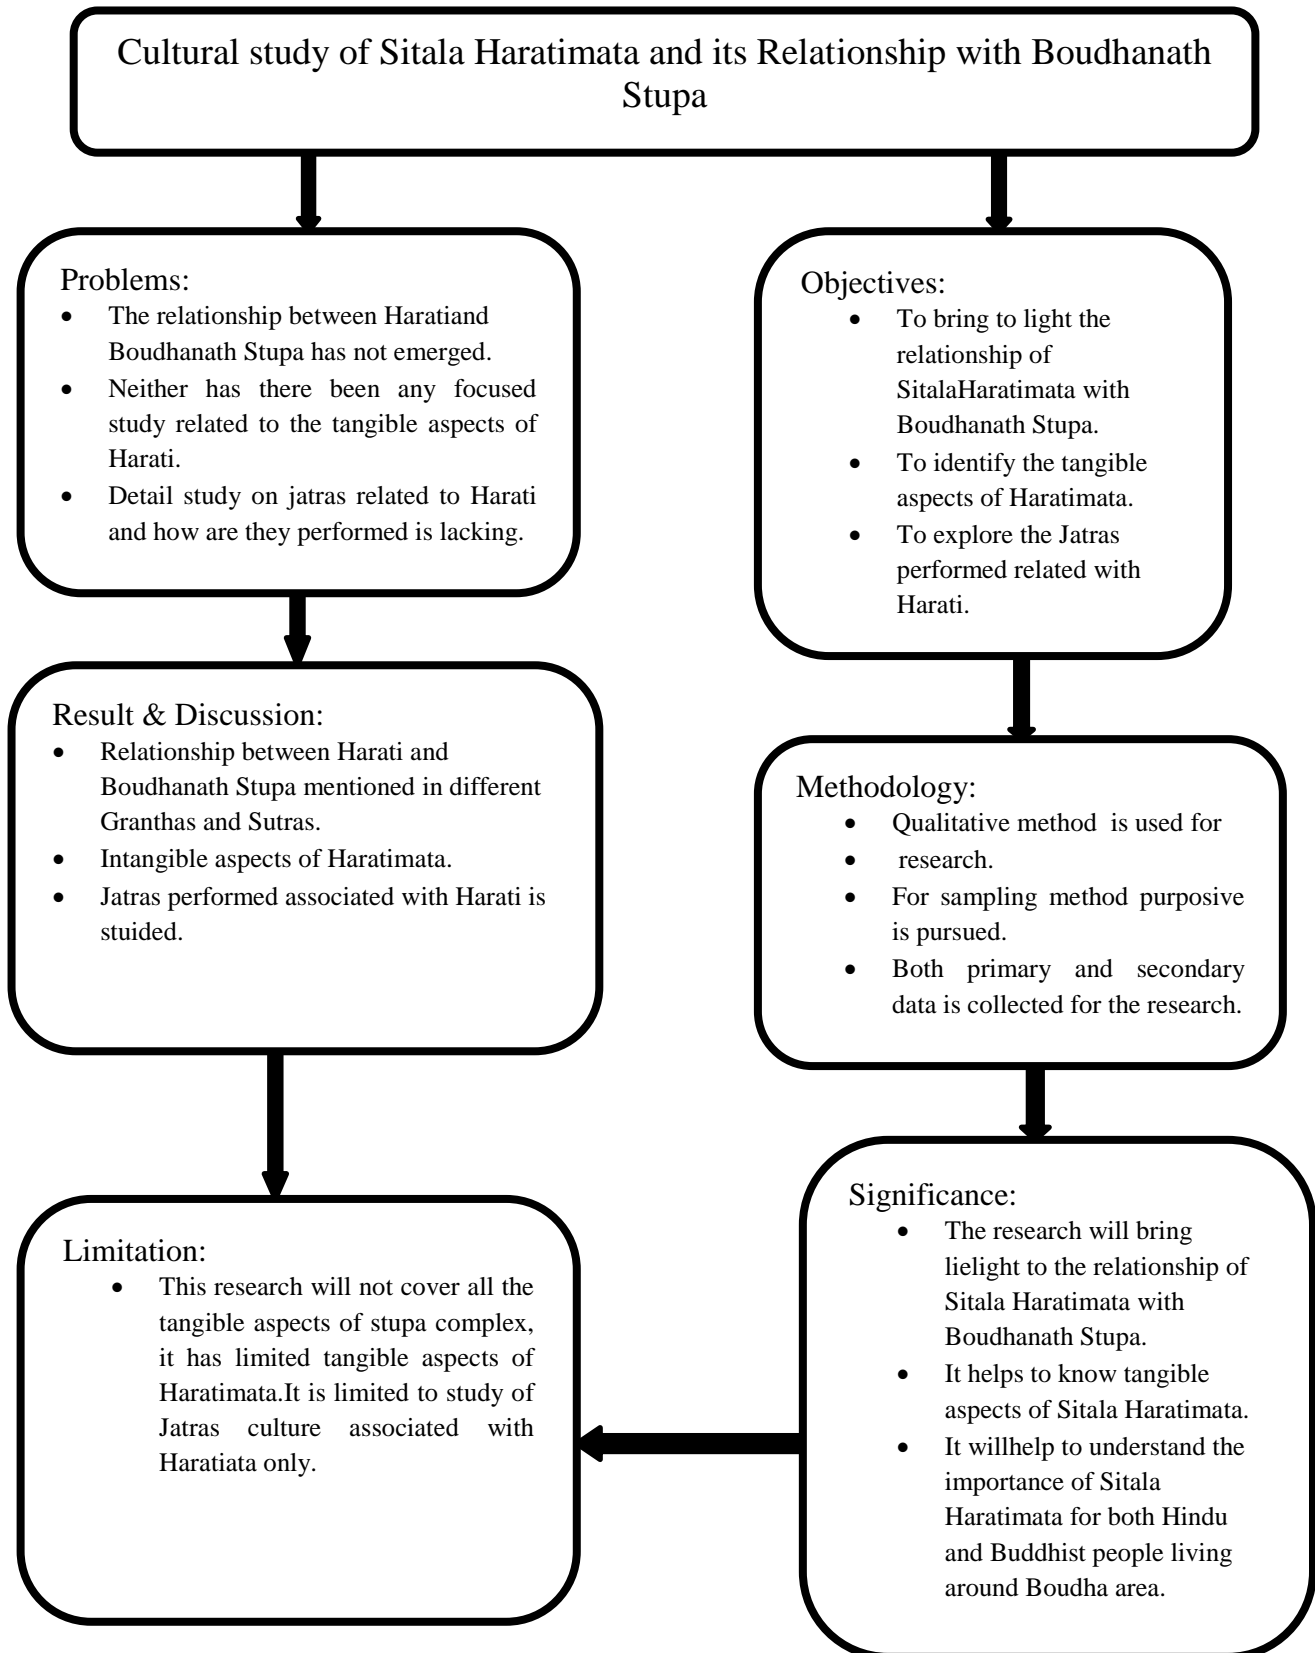 Cultural study of Sitala Haratimata and its Relationship with Boudhanath
Stupa
Problems:
• The relationship between Haratiand
Boudhanath Stupa has not emerged.
• Neither has there been any focused
study related to the tangible aspects of
Harati.
• Detail study on jatras related to Harati
and how are they performed is lacking.
Objectives:
• To bring to light the
relationship of
SitalaHaratimata with
Boudhanath Stupa.
• To identify the tangible
aspects of Haratimata.
• To explore the Jatras
performed related with
Harati.
Result & Discussion:
• Relationship between Harati and
Boudhanath Stupa mentioned in different
Granthas and Sutras.
• Intangible aspects of Haratimata.
• Jatras performed associated with Harati is
stuided.
Methodology:
• Qualitative method is used for
• research.
• For sampling method purposive
is pursued.
• Both primary and secondary
data is collected for the research.
Limitation:
• This research will not cover all the
tangible aspects of stupa complex,
it has limited tangible aspects of
Haratimata.It is limited to study of
Jatras culture associated with
Haratiata only.
Significance:
• The research will bring
lielight to the relationship of
Sitala Haratimata with
Boudhanath Stupa.
• It helps to know tangible
aspects of Sitala Haratimata.
• It willhelp to understand the
importance of Sitala
Haratimata for both Hindu
and Buddhist people living
around Boudha area.